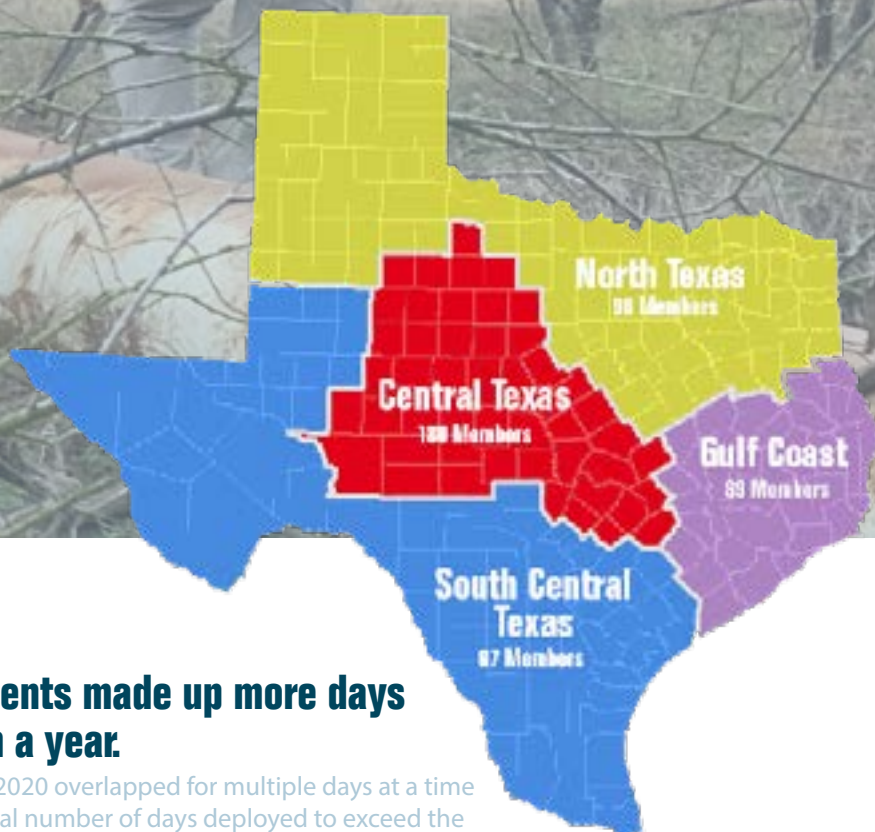 North Texas
Members
Central Texas
Members
Gulf Coast
Members
South Central
Texas
Members
ents made up more days
a year.
2020 overlapped for multiple days at a time
al number of days deployed to exceed the